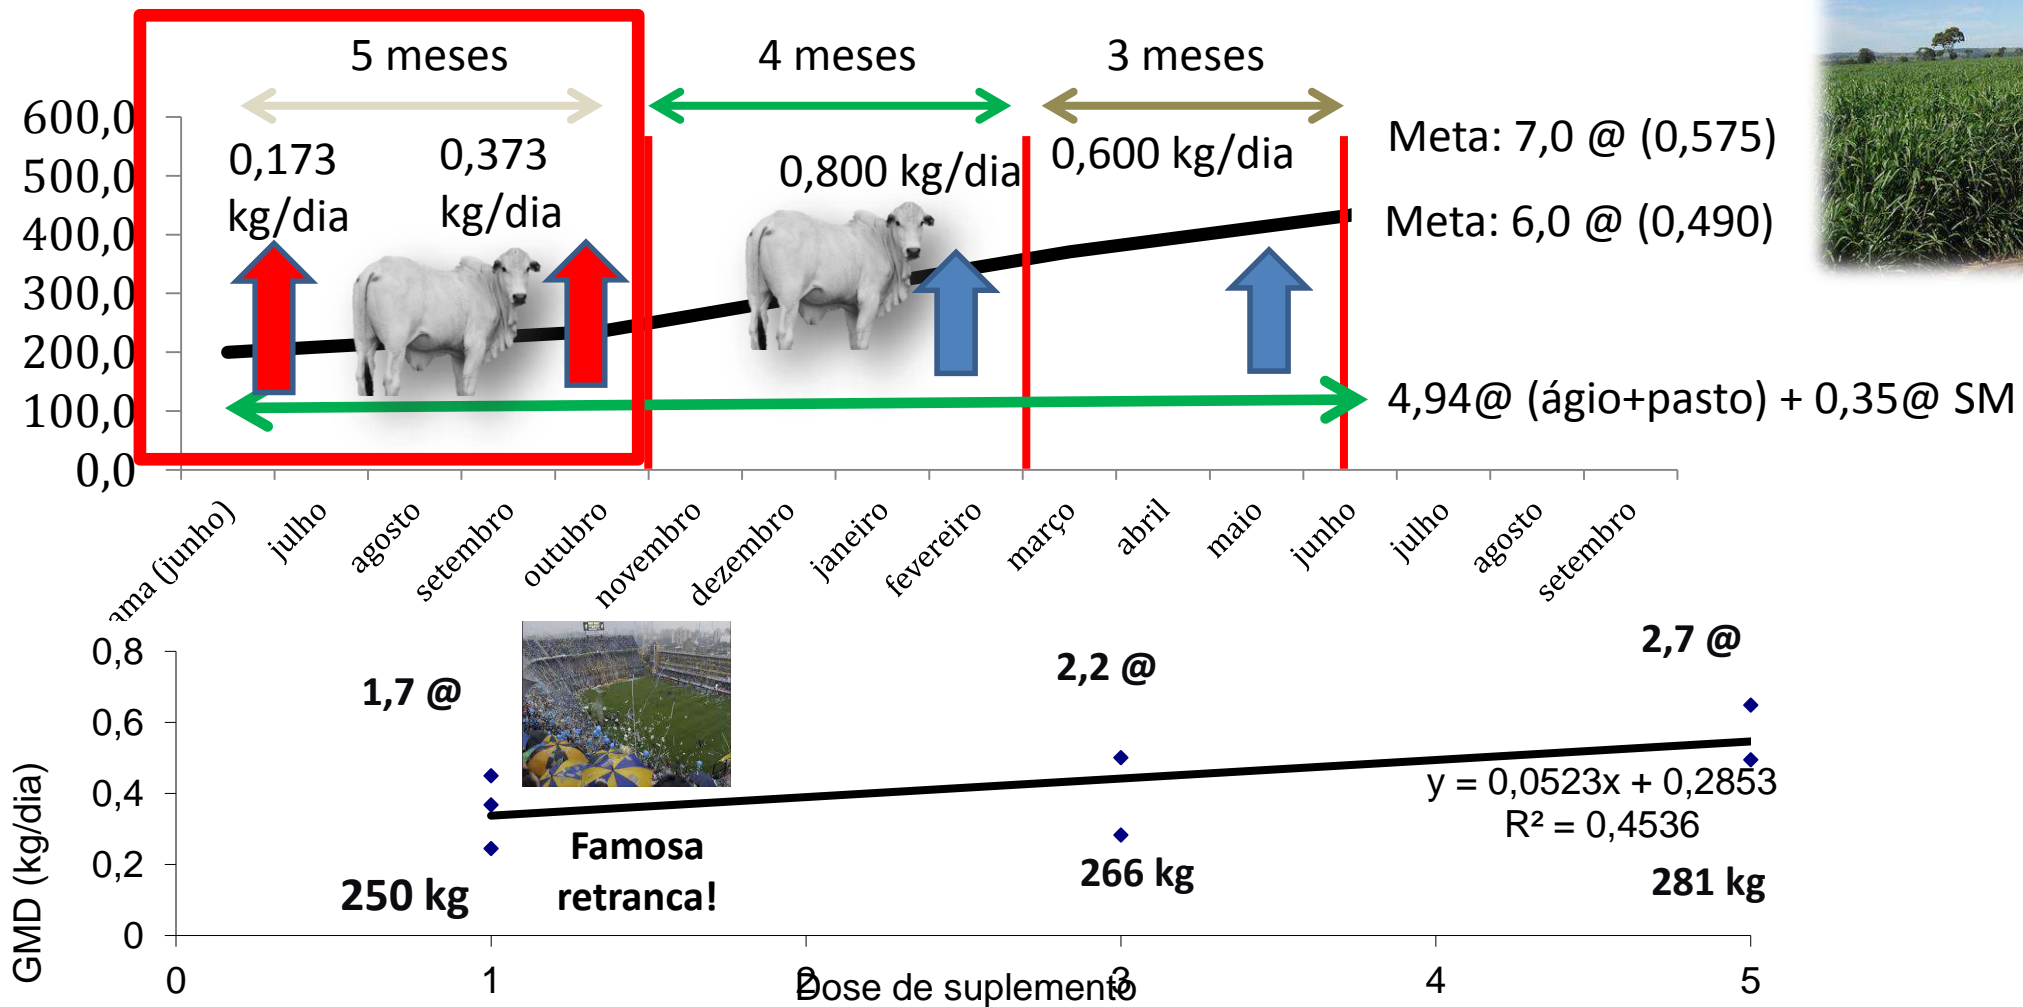 5 meses
4 meses
3 meses
600,0
500,0
400,0
300,0
200,0
100,0
0,0
0,173
kg/dia
0,373
kg/dia
0,800 kg/dia
0,600 kg/dia
Meta: 7,0 @ (0,575)
Meta: 6,0 @ (0,490)
4,94@ (ágio+pasto) + 0,35@ SM
ama (junho)
julho
agosto
setembro
outubro
novembro
dezembro
janeiro
fevereiro
março
abril
maio
junho
julho
agosto
setembro
GMD (kg/dia)
0,8
0,6
0,4
0,2
0
1,7 @
2,2 @
2,7 @
y = 0,0523x + 0,2853
R² = 0,4536
Famosa
retranca!
250 kg
266 kg
281 kg
0
1
2
3
4
5
Dose de suplemento